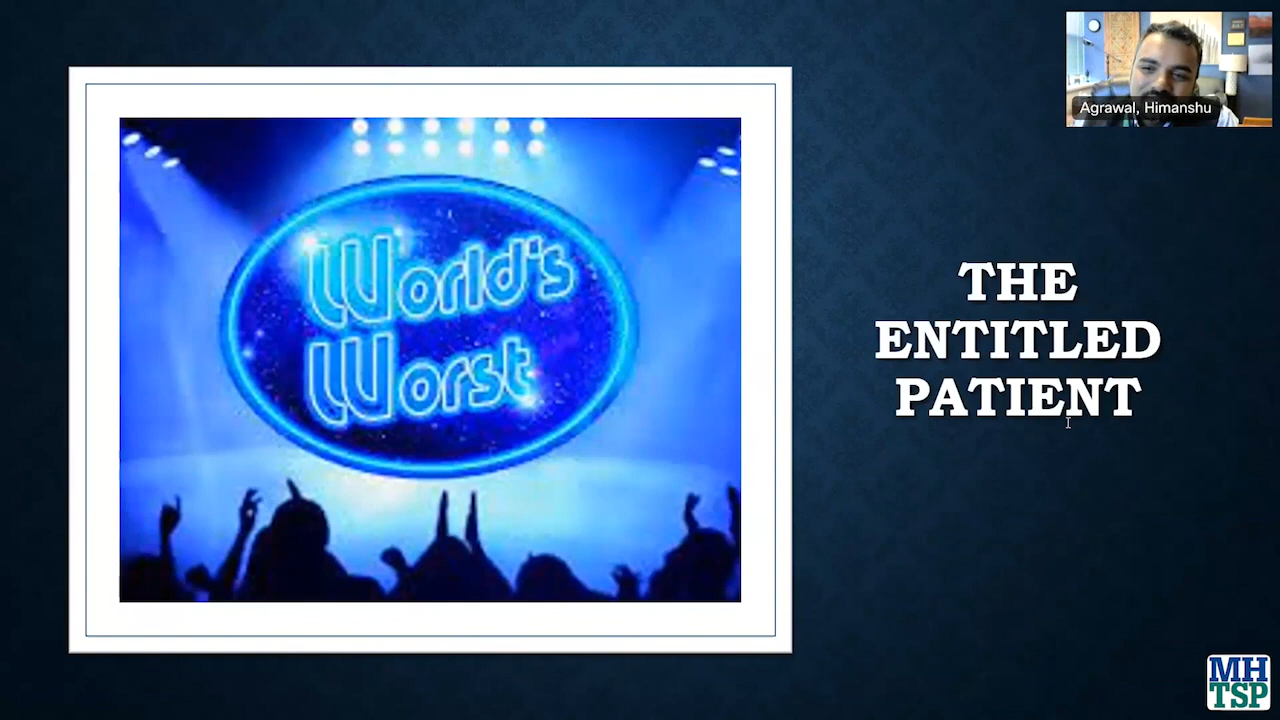 Agrawal, Himanshu
World's
Worst
THE
ENTITLED
PATIENT
MH
TSP